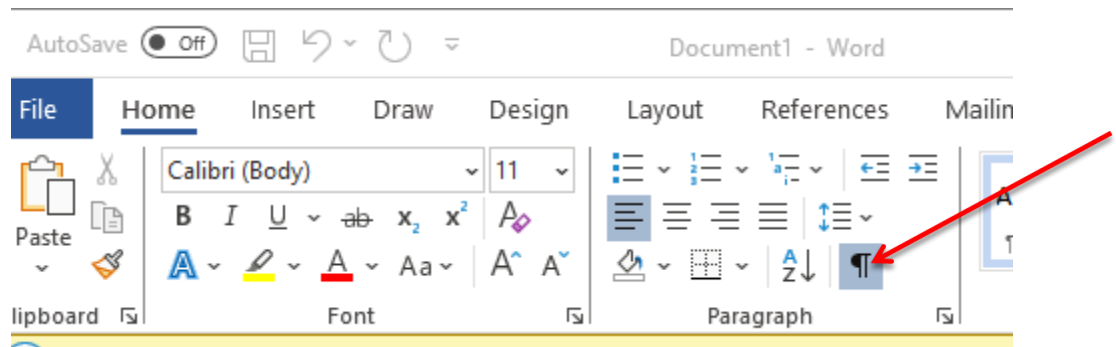 AutoSave Off Document1 - Word
File Home Insert Draw Design Layout References Mailin
Calibri (Body) 11
B I U ab x₂ x² A
Paste
A A Aa A^ Aˇ A Z ¶
lipboard Font Paragraph